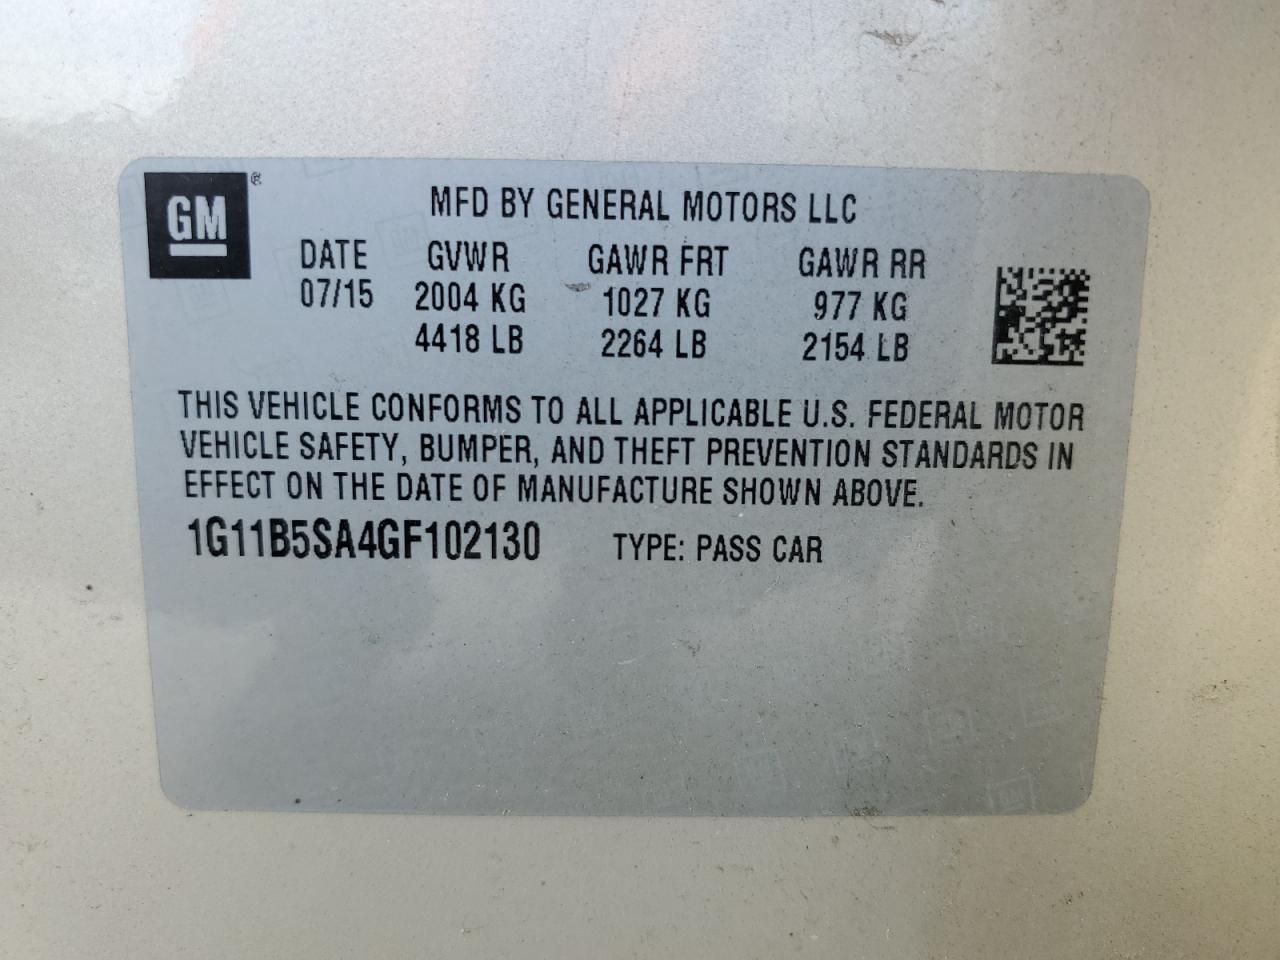 GM®
MFD BY GENERAL MOTORS LLC
DATE GVWR GAWR FRT GAWR RR
07/15 2004 KG 1027 KG 977 KG
4418 LB 2264 LB 2154 LB
THIS VEHICLE CONFORMS TO ALL APPLICABLE U.S. FEDERAL MOTOR
VEHICLE SAFETY, BUMPER, AND THEFT PREVENTION STANDARDS IN
EFFECT ON THE DATE OF MANUFACTURE SHOWN ABOVE.
1G11B5SA4GF102130 TYPE: PASS CAR